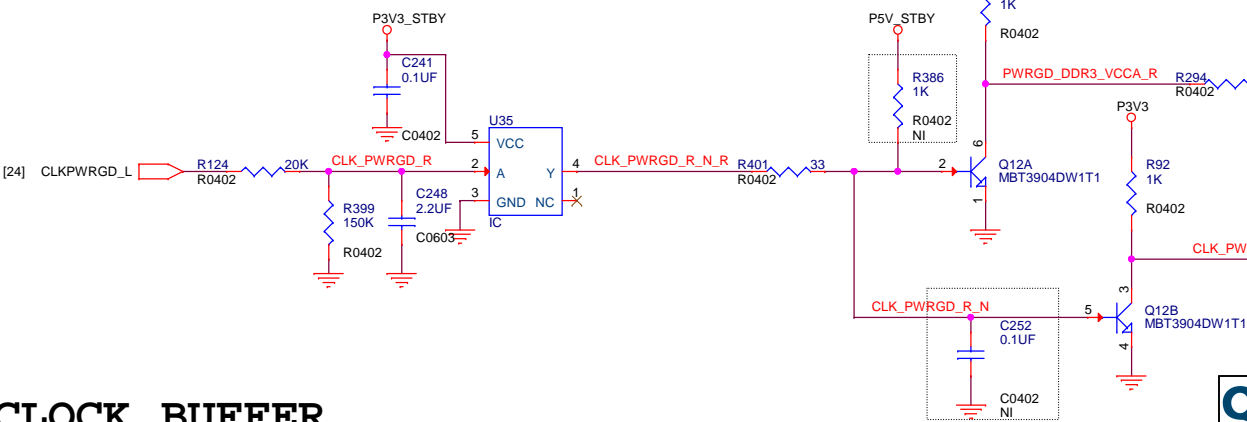 1K
R0402
P3V3_STBY
P5V_STBY
C241
0.1UF
C0402
R386
1K
R0402
NI
PWRGD_DDR3_VCCA_R
R294
R0402
P3V3
U35
5 VCC
2 A
Y 4
3 GND NC 1
IC
[24] CLKPWRGD_L
R124 20K
R0402
CLK_PWRGD_R
CLK_PWRGD_R_N_R
R401 33
R0402
2
6
1
Q12A
MBT3904DW1T1
R92
1K
R0402
R399
150K
R0402
C248
2.2UF
C0603
CLK_PW
CLK_PWRGD_R_N
C252
0.1UF
C0402
NI
5
3
4
Q12B
MBT3904DW1T1
CLOCK BUFFER
Q